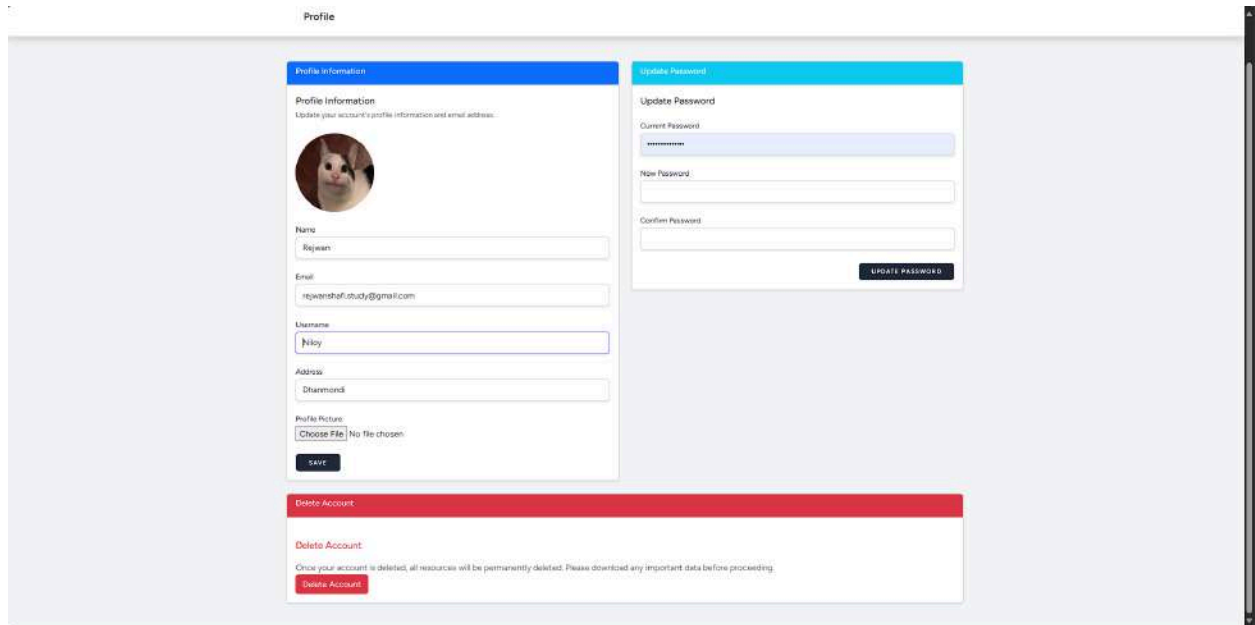 Profile
Profile Information
Profile Information
Update your account's profile information and email address.
Name
Rejwan
Email
rejwanshafi.study@gmail.com
Username
Niloy
Address
Dhanmondi
Profile Picture
Choose File No file chosen
SAVE
Update Password
Update Password
Current Password
••••••••••••••
New Password
Confirm Password
UPDATE PASSWORD
Delete Account
Delete Account
Once your account is deleted, all resources will be permanently deleted. Please download any important data before proceeding.
Delete Account